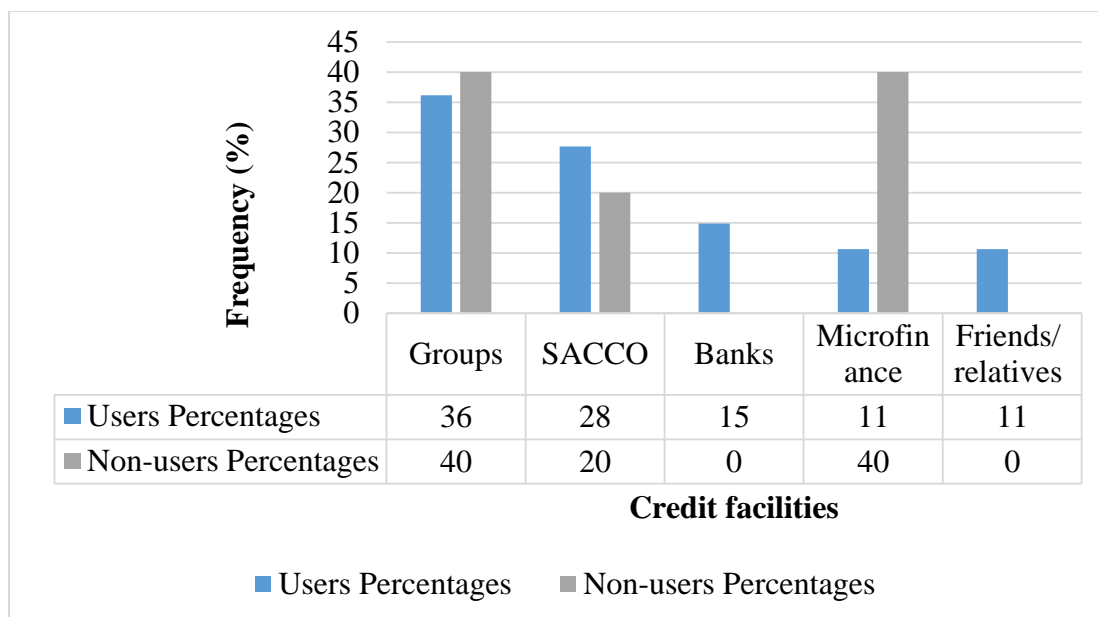 45
40
35
30
25
20
15
10
5
0
Frequency (%)
Groups SACCO Banks Microfin Friends/
ance relatives
Users Percentages 36 28 15 11 11
Non-users Percentages 40 20 0 40 0
Credit facilities
Users Percentages Non-users Percentages